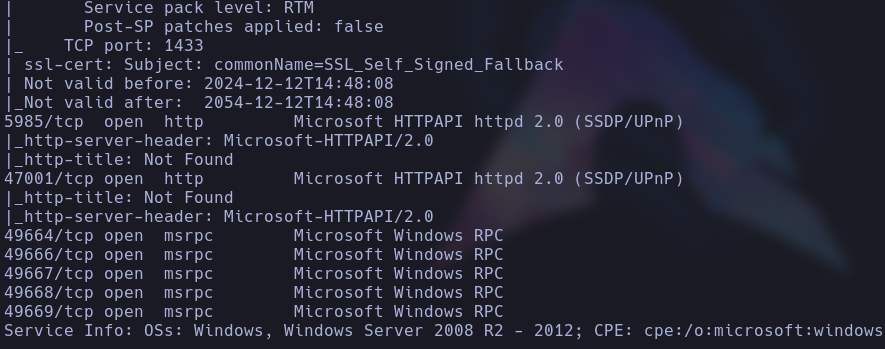 |       Service pack level: RTM
|       Post-SP patches applied: false
|_    TCP port: 1433
| ssl-cert: Subject: commonName=SSL_Self_Signed_Fallback
| Not valid before: 2024-12-12T14:48:08
|_Not valid after:  2054-12-12T14:48:08
5985/tcp  open  http         Microsoft HTTPAPI httpd 2.0 (SSDP/UPnP)
|_http-server-header: Microsoft-HTTPAPI/2.0
|_http-title: Not Found
47001/tcp open  http         Microsoft HTTPAPI httpd 2.0 (SSDP/UPnP)
|_http-title: Not Found
|_http-server-header: Microsoft-HTTPAPI/2.0
49664/tcp open  msrpc        Microsoft Windows RPC
49666/tcp open  msrpc        Microsoft Windows RPC
49667/tcp open  msrpc        Microsoft Windows RPC
49668/tcp open  msrpc        Microsoft Windows RPC
49669/tcp open  msrpc        Microsoft Windows RPC
Service Info: OSs: Windows, Windows Server 2008 R2 - 2012; CPE: cpe:/o:microsoft:windows